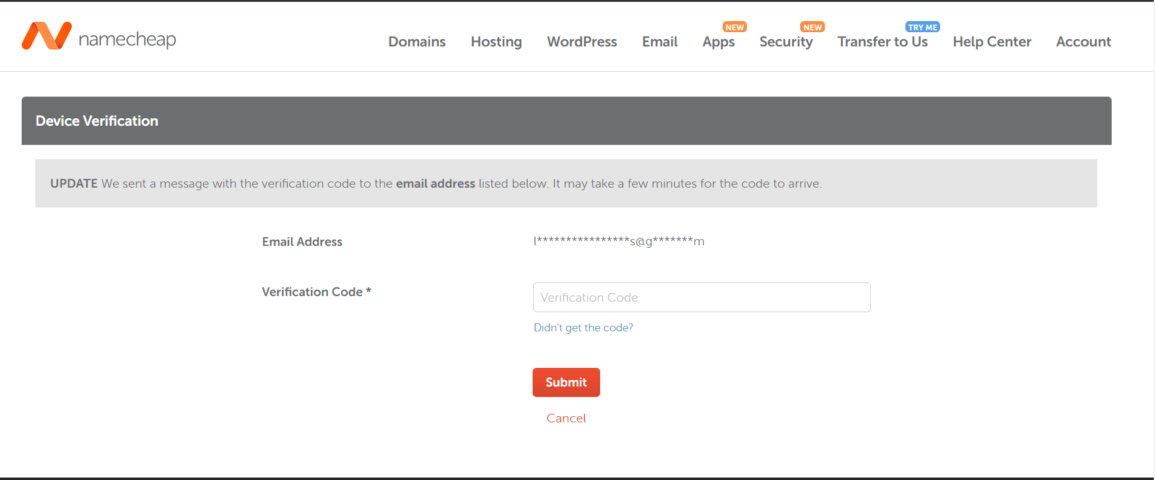 namecheap
Domains Hosting WordPress Email Apps NEW Security NEW Transfer to Us TRY ME Help Center Account
Device Verification
UPDATE We sent a message with the verification code to the email address listed below. It may take a few minutes for the code to arrive.
Email Address l****************s@g*******m
Verification Code * Verification Code
Didn't get the code?
Submit
Cancel